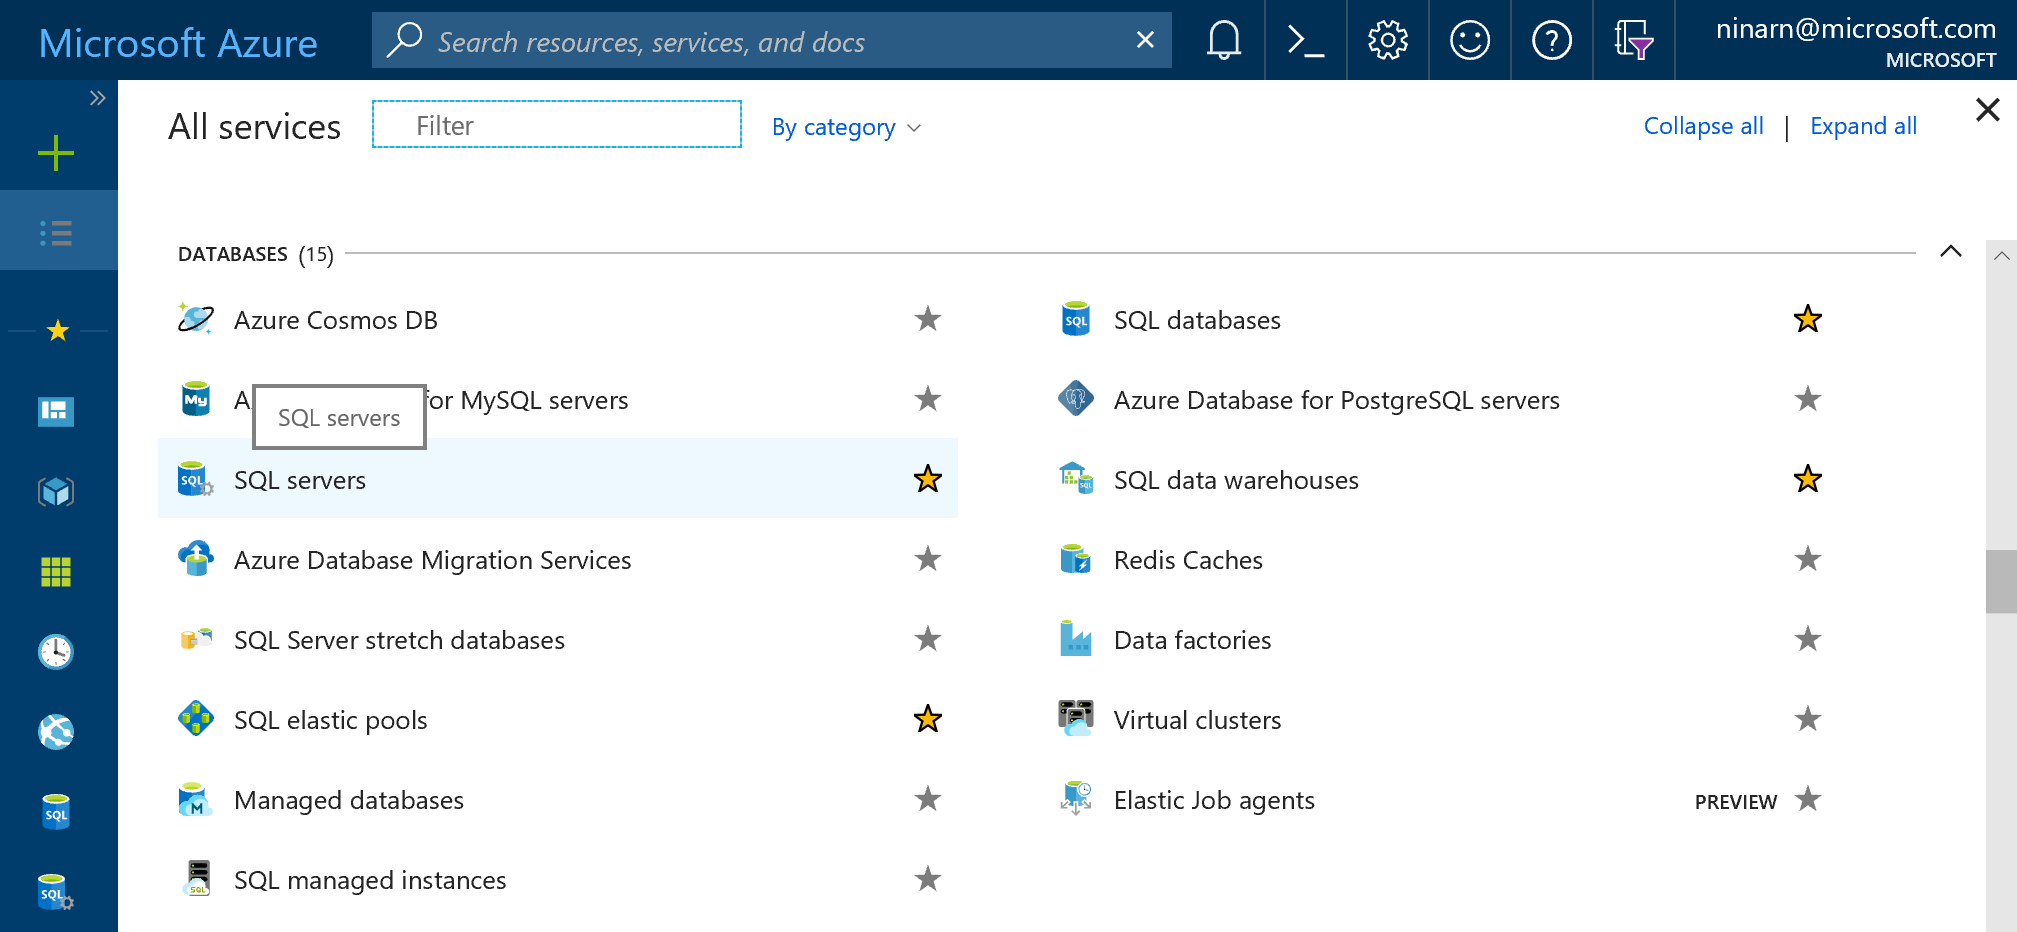 Microsoft Azure
Search resources, services, and docs
ninarn@microsoft.com
MICROSOFT
All services
Filter
By category
Collapse all | Expand all
DATABASES (15)
Azure Cosmos DB
SQL databases
A
for MySQL servers
SQL servers
Azure Database for PostgreSQL servers
SQL servers
SQL data warehouses
Azure Database Migration Services
Redis Caches
SQL Server stretch databases
Data factories
SQL elastic pools
Virtual clusters
Managed databases
Elastic Job agents
PREVIEW
SQL managed instances